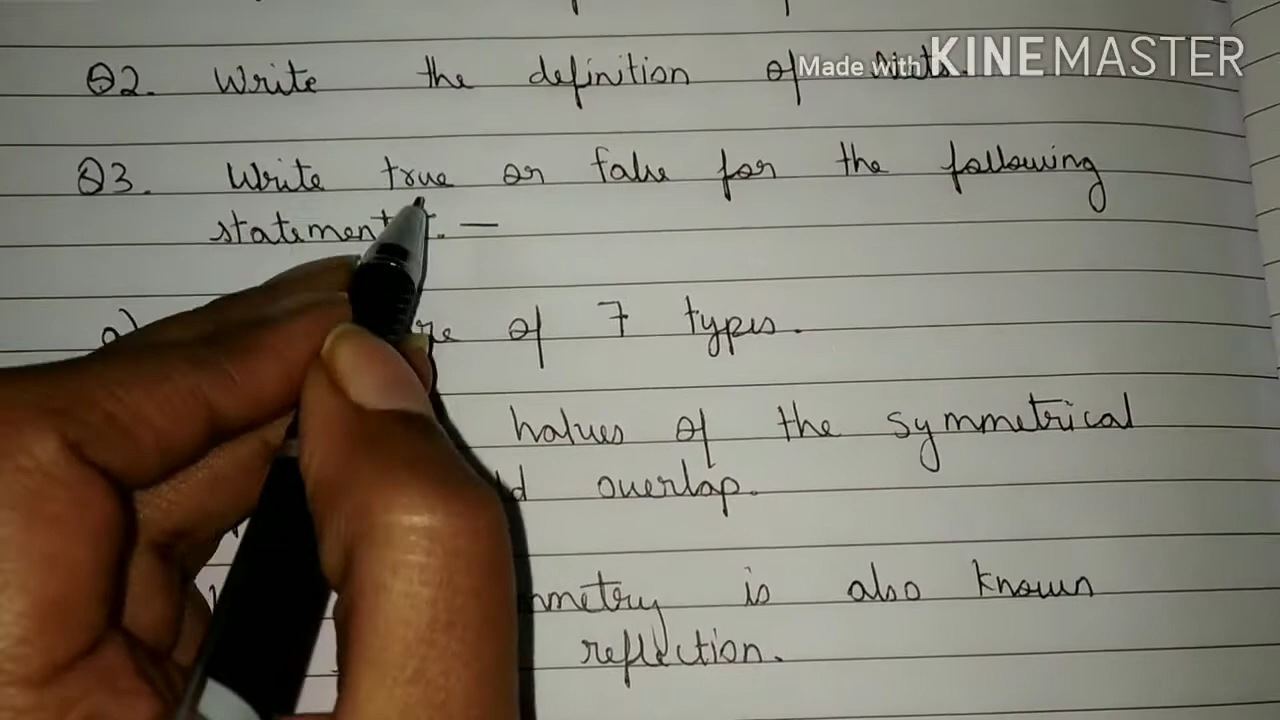 Q2. Write the definition of
Made with KINEMASTER
Q3. Write true or false for the following
statement. —
a) of 7 types.
halves of the symmetrical
overlap.
is also known
reflection.